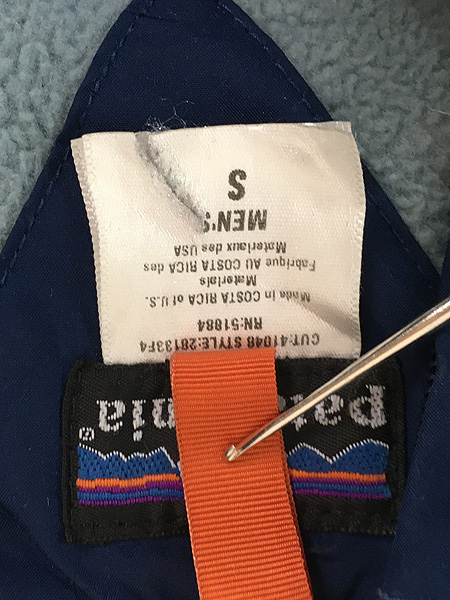 patagonia®
CUT:41046 STYLE:28133F4
RN:51884
Made in COSTA RICA of U.S.
Materials
Fabrique AU COSTA RICA des
Materiaux des USA
MEN'S
S